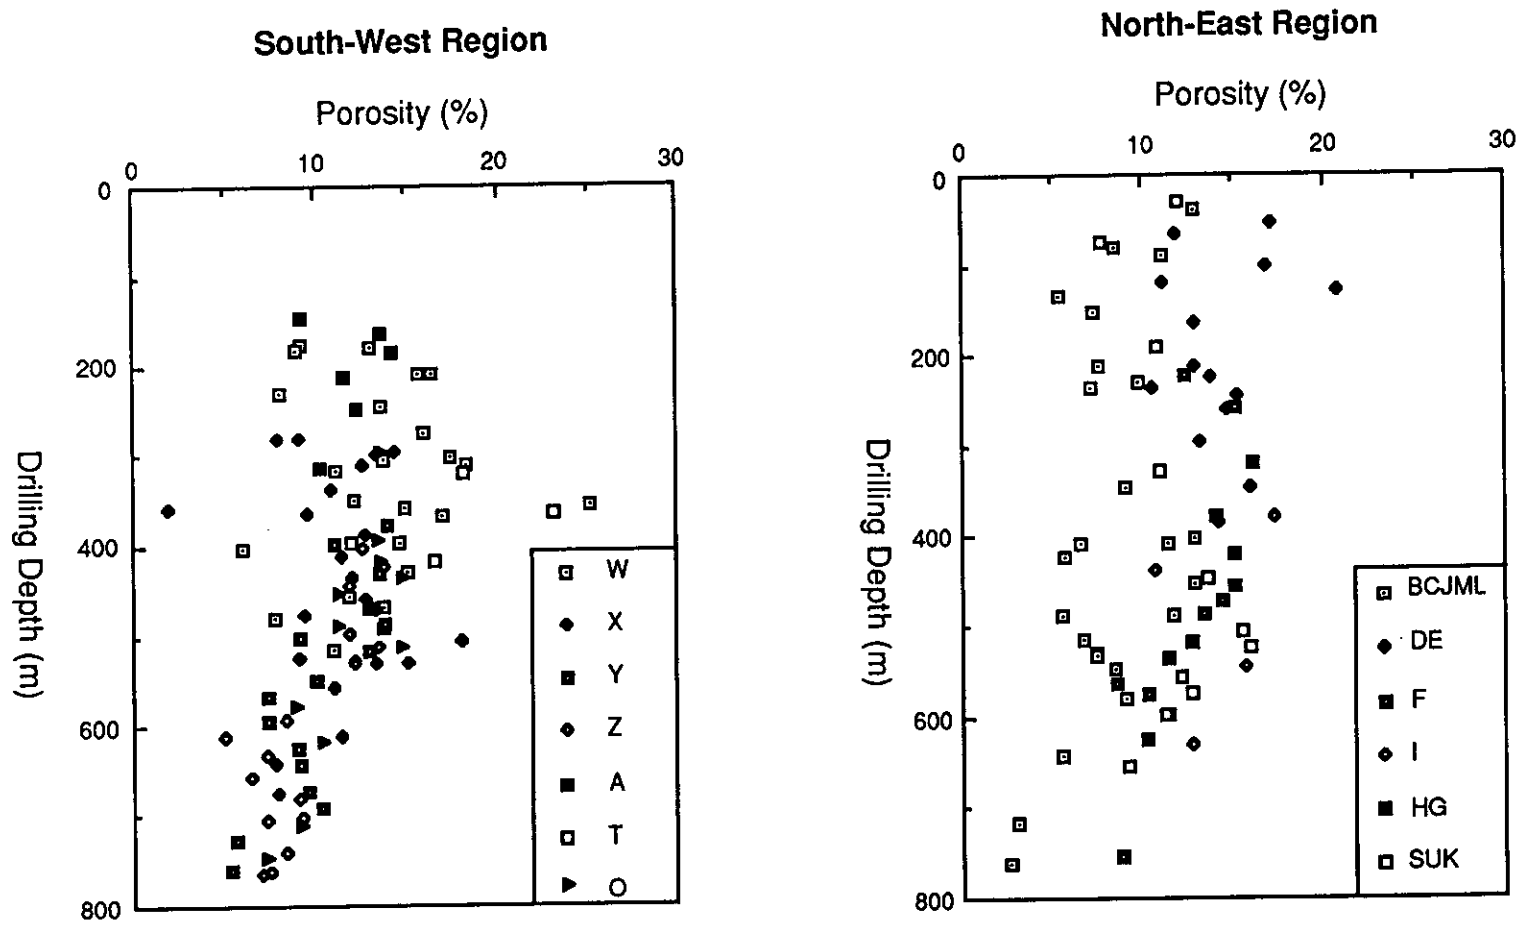 South-West Region
Porosity (%)
0 10 20 30
0
200
400
600
800
Drilling Depth (m)
W
X
Y
Z
A
T
O
North-East Region
Porosity (%)
0 10 20 30
0
200
400
600
800
Drilling Depth (m)
BCJML
DE
F
I
HG
SUK